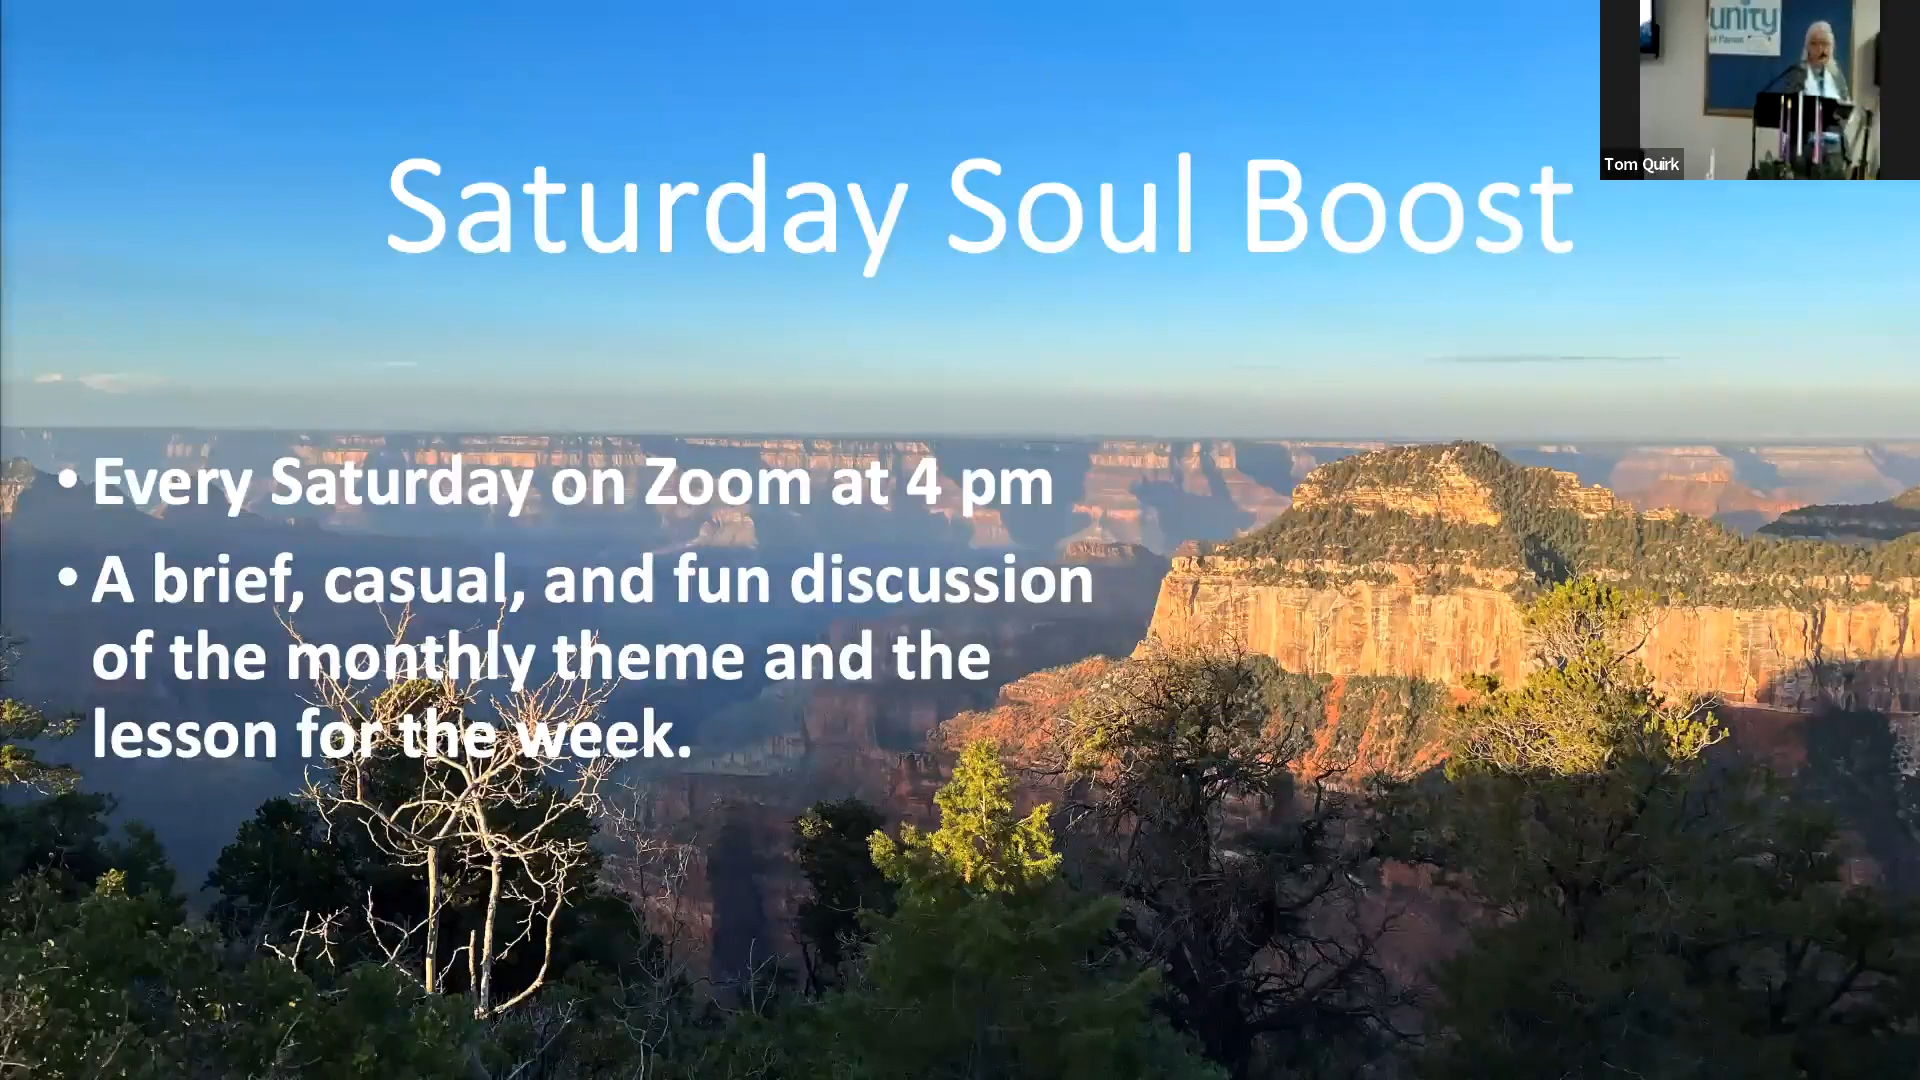 Saturday Soul Boost
• Every Saturday on Zoom at 4 pm
• A brief, casual, and fun discussion
of the monthly theme and the
lesson for the week.
unity
Tom Quirk